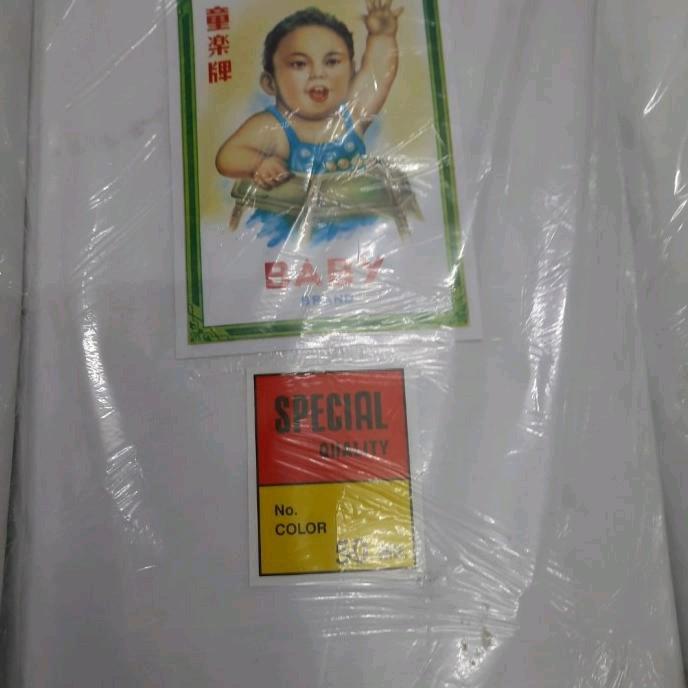 童楽牌
BABY
BRAND
SPECIAL
QUALITY
No.
COLOR